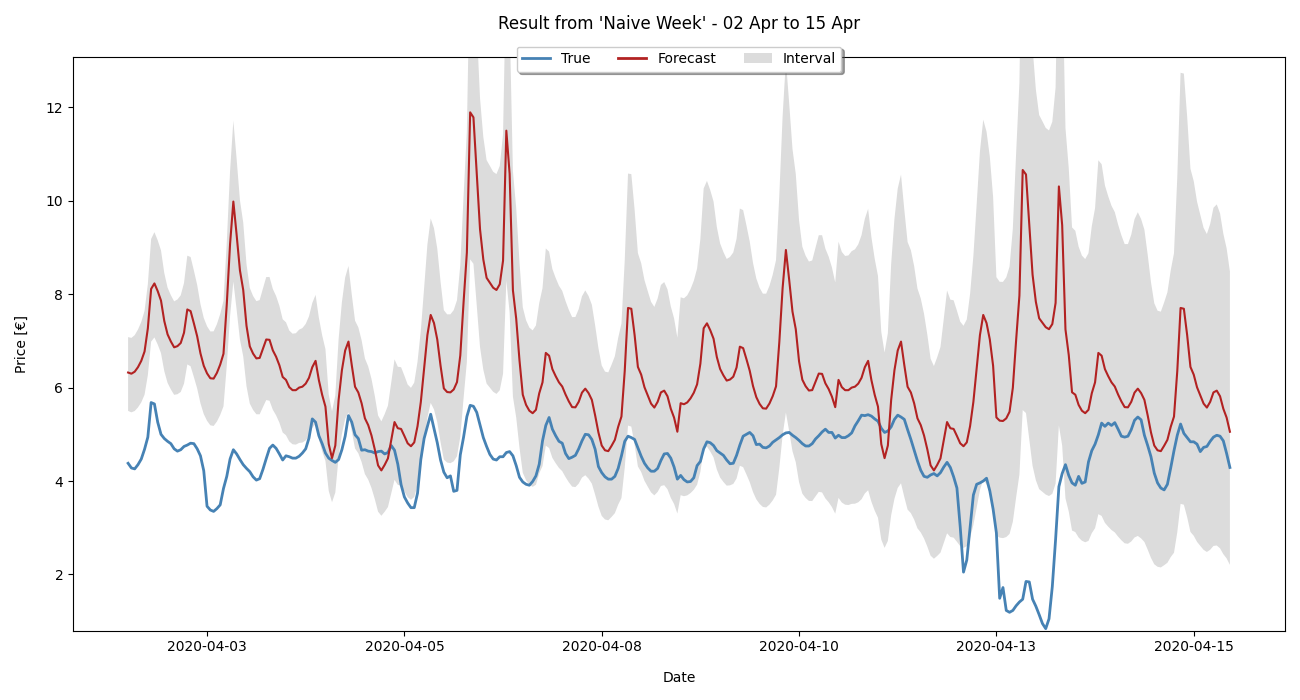 Result from 'Naive Week' - 02 Apr to 15 Apr
True Forecast Interval
12
10
8
6
4
2
Price [€]
2020-04-03 2020-04-05 2020-04-08 2020-04-10 2020-04-13 2020-04-15
Date